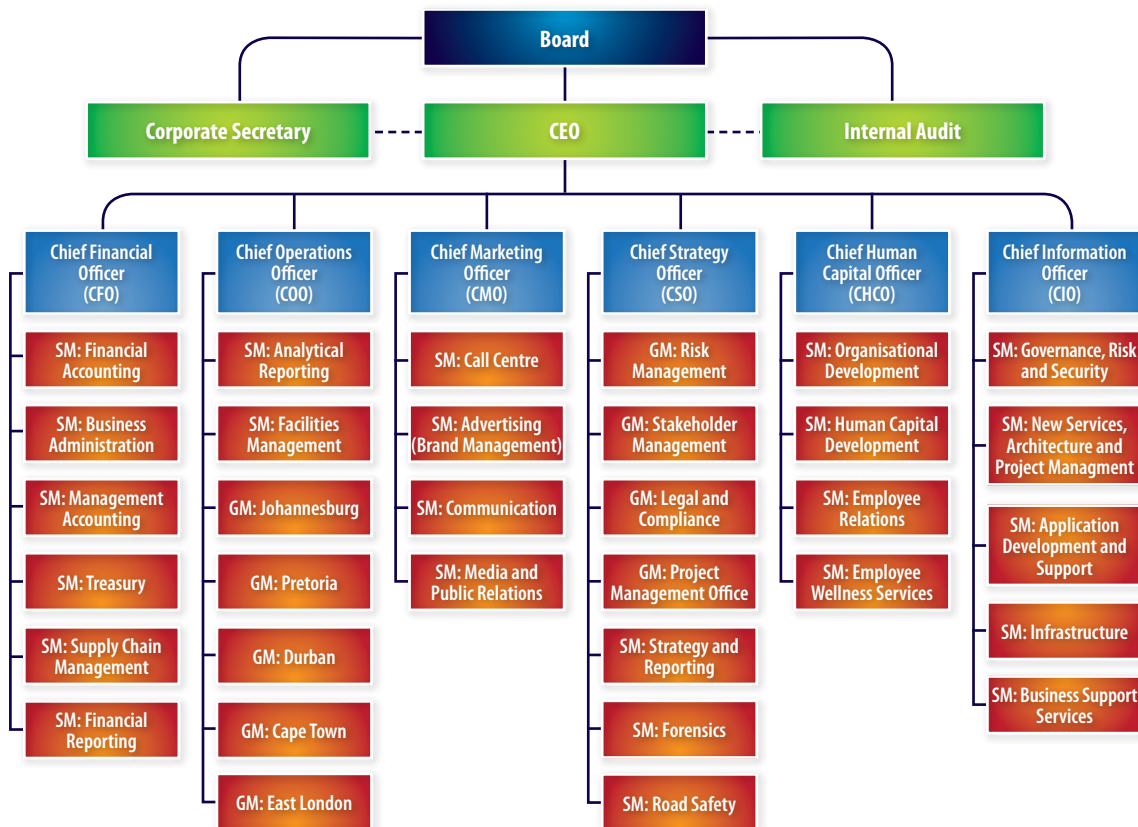 Board
Corporate Secretary
CEO
Internal Audit
Chief Financial
Officer
(CFO)
SM: Financial
Accounting
SM: Business
Administration
SM: Management
Accounting
SM: Treasury
SM: Supply Chain
Management
SM: Financial
Reporting
Chief Operations
Officer
(COO)
SM: Analytical
Reporting
SM: Facilities
Management
GM: Johannesburg
GM: Pretoria
GM: Durban
GM: Cape Town
GM: East London
Chief Marketing
Officer
(CMO)
SM: Call Centre
SM: Advertising
(Brand Management)
SM: Communication
SM: Media and
Public Relations
Chief Strategy
Officer
(CSO)
GM: Risk
Management
GM: Stakeholder
Management
GM: Legal and
Compliance
GM: Project
Management Office
SM: Strategy and
Reporting
SM: Forensics
SM: Road Safety
Chief Human
Capital Officer
(CHCO)
SM: Organisational
Development
SM: Human Capital
Development
SM: Employee
Relations
SM: Employee
Wellness Services
Chief Information
Officer
(CIO)
SM: Governance, Risk
and Security
SM: New Services,
Architecture and
Project Managment
SM: Application
Development and
Support
SM: Infrastructure
SM: Business Support
Services